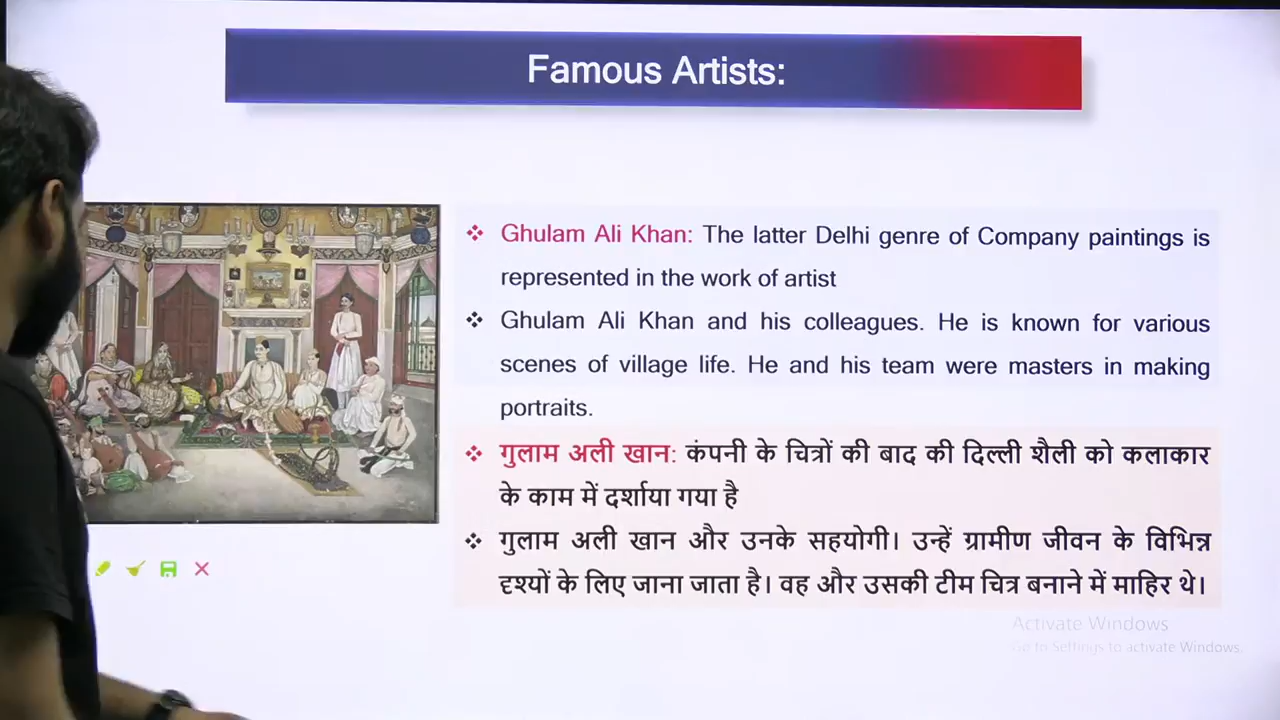 Famous Artists:
Ghulam Ali Khan: The latter Delhi genre of Company paintings is
represented in the work of artist
Ghulam Ali Khan and his colleagues. He is known for various
scenes of village life. He and his team were masters in making
portraits.
गुलाम अली खान: कंपनी के चित्रों की बाद की दिल्ली शैली को कलाकार
के काम में दर्शाया गया है
गुलाम अली खान और उनके सहयोगी। उन्हें ग्रामीण जीवन के विभिन्न
दृश्यों के लिए जाना जाता है। वह और उसकी टीम चित्र बनाने में माहिर थे।
Activate Windows
Go to Settings to activate Windows.